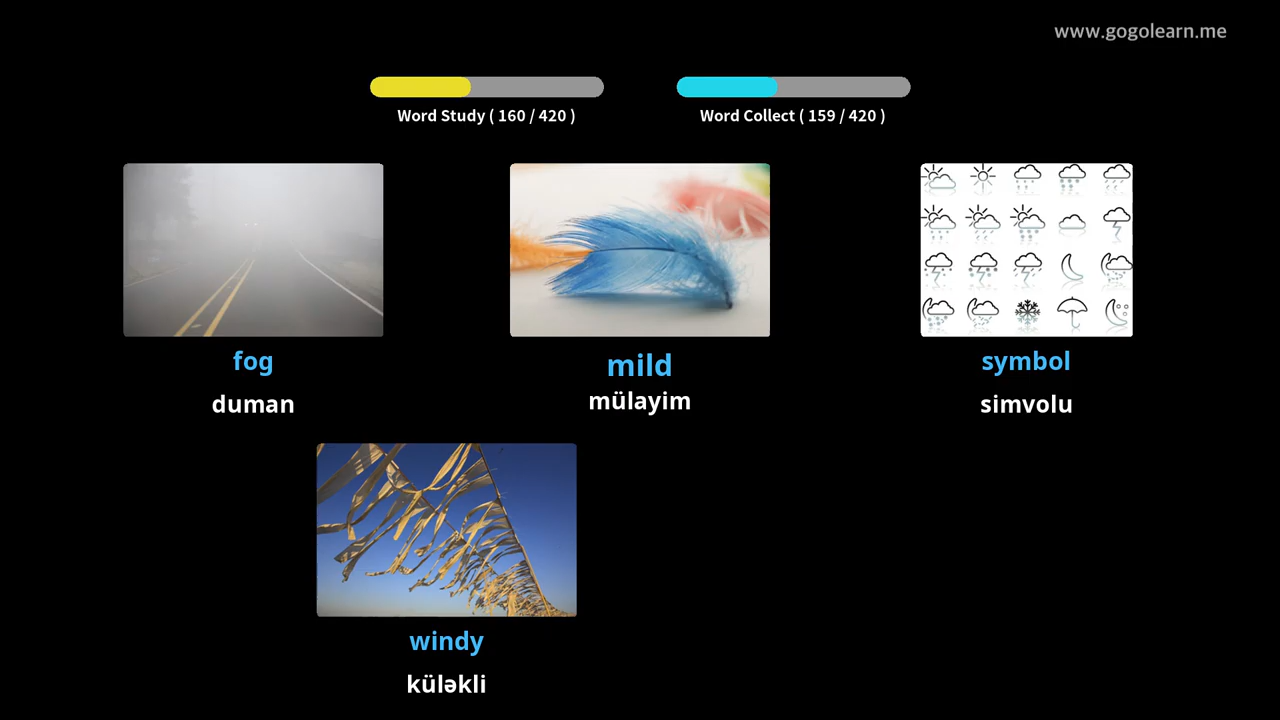 www.gogolearn.me
Word Study ( 160 / 420 )
Word Collect ( 159 / 420 )
fog
duman
mild
mülayim
symbol
simvolu
windy
küləkli